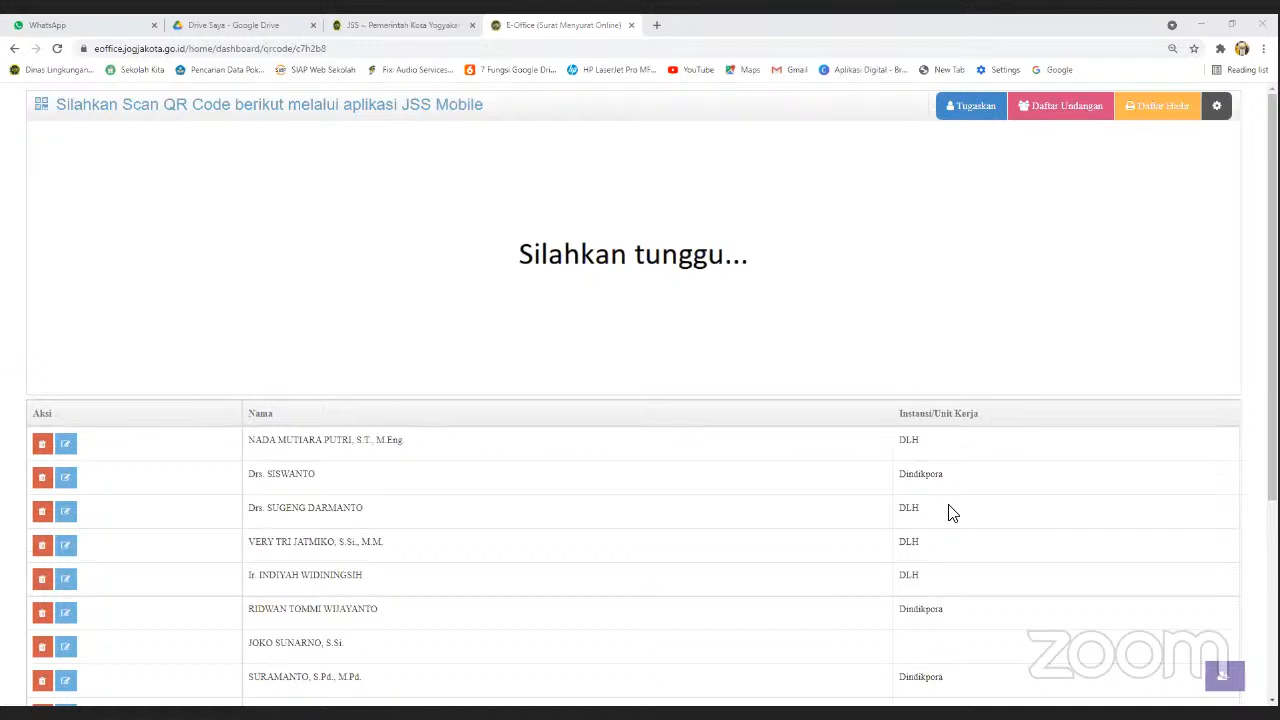 WhatsApp
Drive Saya - Google Drive
JSS ~ Pemerintah Kota Yogyakar
E-Office (Surat Menyurat Online)
eoffice.jogjakota.go.id/home/dashboard/qrcode/c7h2b8
Dinas Lingkungan... Sekolah Kita Pencarian Data Pok... SIAP Web Sekolah Fix: Audio Services... 7 Fungsi Google Dri... HP LaserJet Pro MF... YouTube Maps Gmail Aplikasi Digital - Br... New Tab Settings Google Reading list
Silahkan Scan QR Code berikut melalui aplikasi JSS Mobile
Tugaskan Daftar Undangan Daftar Hadir
Silahkan tunggu...
Aksi Nama Instansi/Unit Kerja
NADA MUTIARA PUTRI, S.T., M.Eng. DLH
Drs. SISWANTO Dindikpora
Drs. SUGENG DARMANTO DLH
VERY TRI JATMIKO, S.Si., M.M. DLH
Ir. INDIYAH WIDININGSIH DLH
RIDWAN TOMMI WIJAYANTO Dindikpora
JOKO SUNARNO, S.Si.
SURAMANTO, S.Pd., M.Pd. Dindikpora
zoom